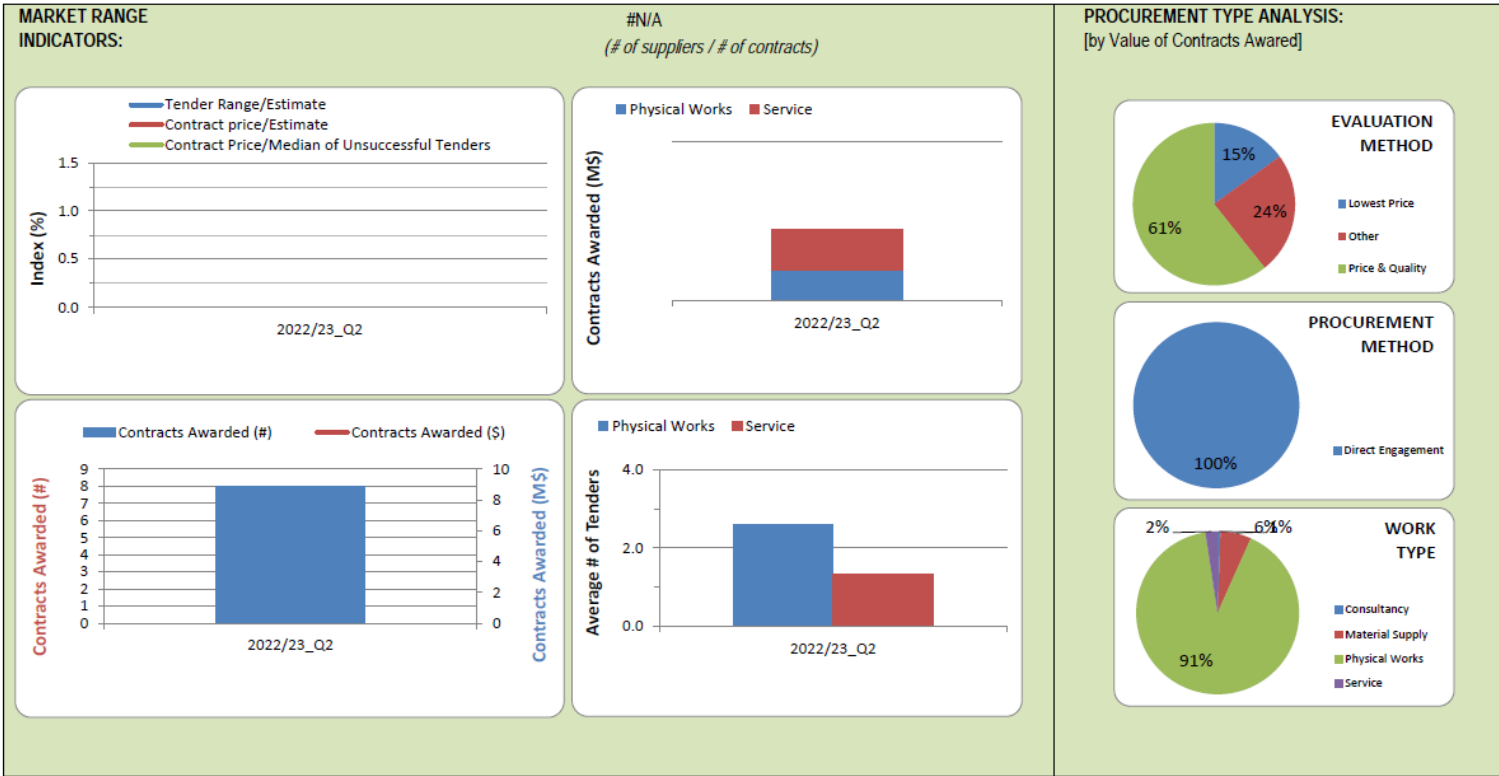 MARKET RANGE
INDICATORS:
#N/A
(# of suppliers / # of contracts)
Tender Range/Estimate
Contract price/Estimate
Contract Price/Median of Unsuccessful Tenders
Index (%)
1.5
1.0
0.5
0.0
2022/23_Q2
Physical Works
Service
Contracts Awarded (M$)
2022/23_Q2
Contracts Awarded (#)
Contracts Awarded ($)
Contracts Awarded (#)
9
8
7
6
5
4
3
2
1
0
10
8
6
4
2
0
Contracts Awarded (M$)
2022/23_Q2
Physical Works
Service
Average # of Tenders
4.0
2.0
0.0
2022/23_Q2
PROCUREMENT TYPE ANALYSIS:
[by Value of Contracts Awared]
EVALUATION
METHOD
15%
24%
61%
Lowest Price
Other
Price & Quality
PROCUREMENT
METHOD
100%
Direct Engagement
WORK
TYPE
2%
6%
1%
91%
Consultancy
Material Supply
Physical Works
Service